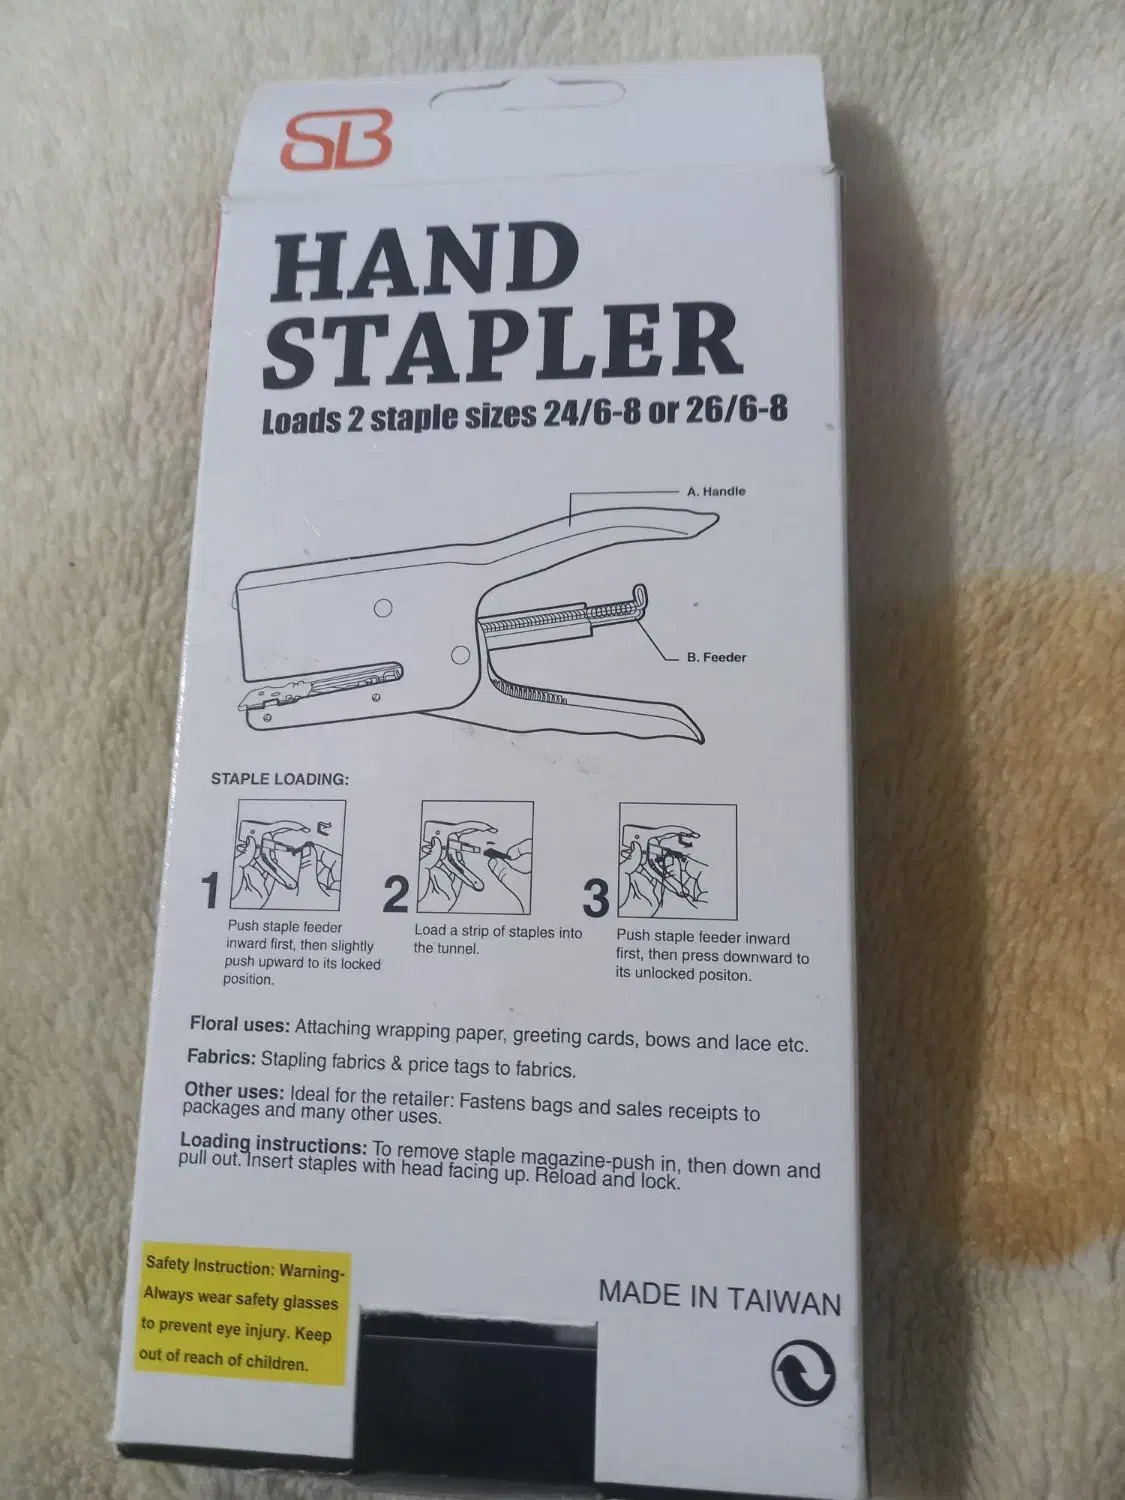 SB
HAND
STAPLER
Loads 2 staple sizes 24/6-8 or 26/6-8
A. Handle
B. Feeder
STAPLE LOADING:
1
Push staple feeder
inward first, then slightly
push upward to its locked
position.
2
Load a strip of staples into
the tunnel.
3
Push staple feeder inward
first, then press downward to
its unlocked positon.
Floral uses: Attaching wrapping paper, greeting cards, bows and lace etc.
Fabrics: Stapling fabrics & price tags to fabrics.
Other uses: Ideal for the retailer: Fastens bags and sales receipts to
packages and many other uses.
Loading instructions: To remove staple magazine-push in, then down and
pull out. Insert staples with head facing up. Reload and lock.
Safety Instruction: Warning-
Always wear safety glasses
to prevent eye injury. Keep
out of reach of children.
MADE IN TAIWAN